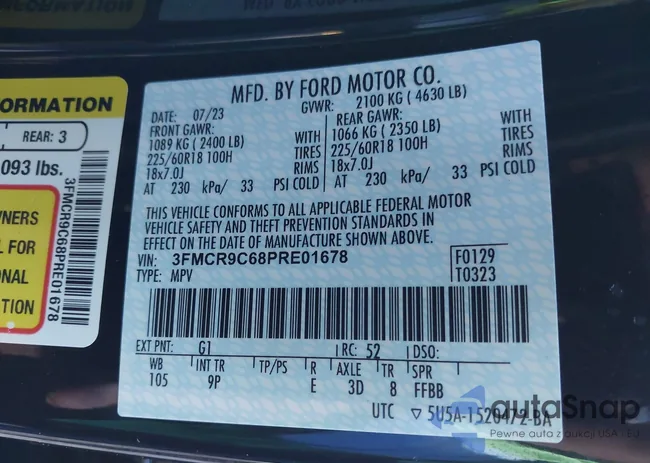 ORMATION
REAR: 3
093 lbs.
WNERS
L FOR
ONAL
TION
3FMCR9C68PRE01678
MFD. BY FORD MOTOR CO.
DATE: 07/23 GVWR: 2100 KG ( 4630 LB)
FRONT GAWR: REAR GAWR:
1089 KG ( 2400 LB) WITH 1066 KG ( 2350 LB) WITH
225/60R18 100H TIRES 225/60R18 100H TIRES
18x7.0J RIMS 18x7.0J RIMS
AT 230 kPa/ 33 PSI COLD AT 230 kPa/ 33 PSI COLD
THIS VEHICLE CONFORMS TO ALL APPLICABLE FEDERAL MOTOR
VEHICLE SAFETY AND THEFT PREVENTION STANDARDS IN
EFFECT ON THE DATE OF MANUFACTURE SHOWN ABOVE.
VIN: 3FMCR9C68PRE01678 F0129
TYPE: MPV T0323
EXT PNT: G1 RC: 52 DSO:
WB INT TR TP/PS R AXLE TR SPR
105 9P E 3D 8 FFBB
UTC ▽ 5U5A-1520472-BA
autoSnap
Pewne auta z aukcji USA - EU